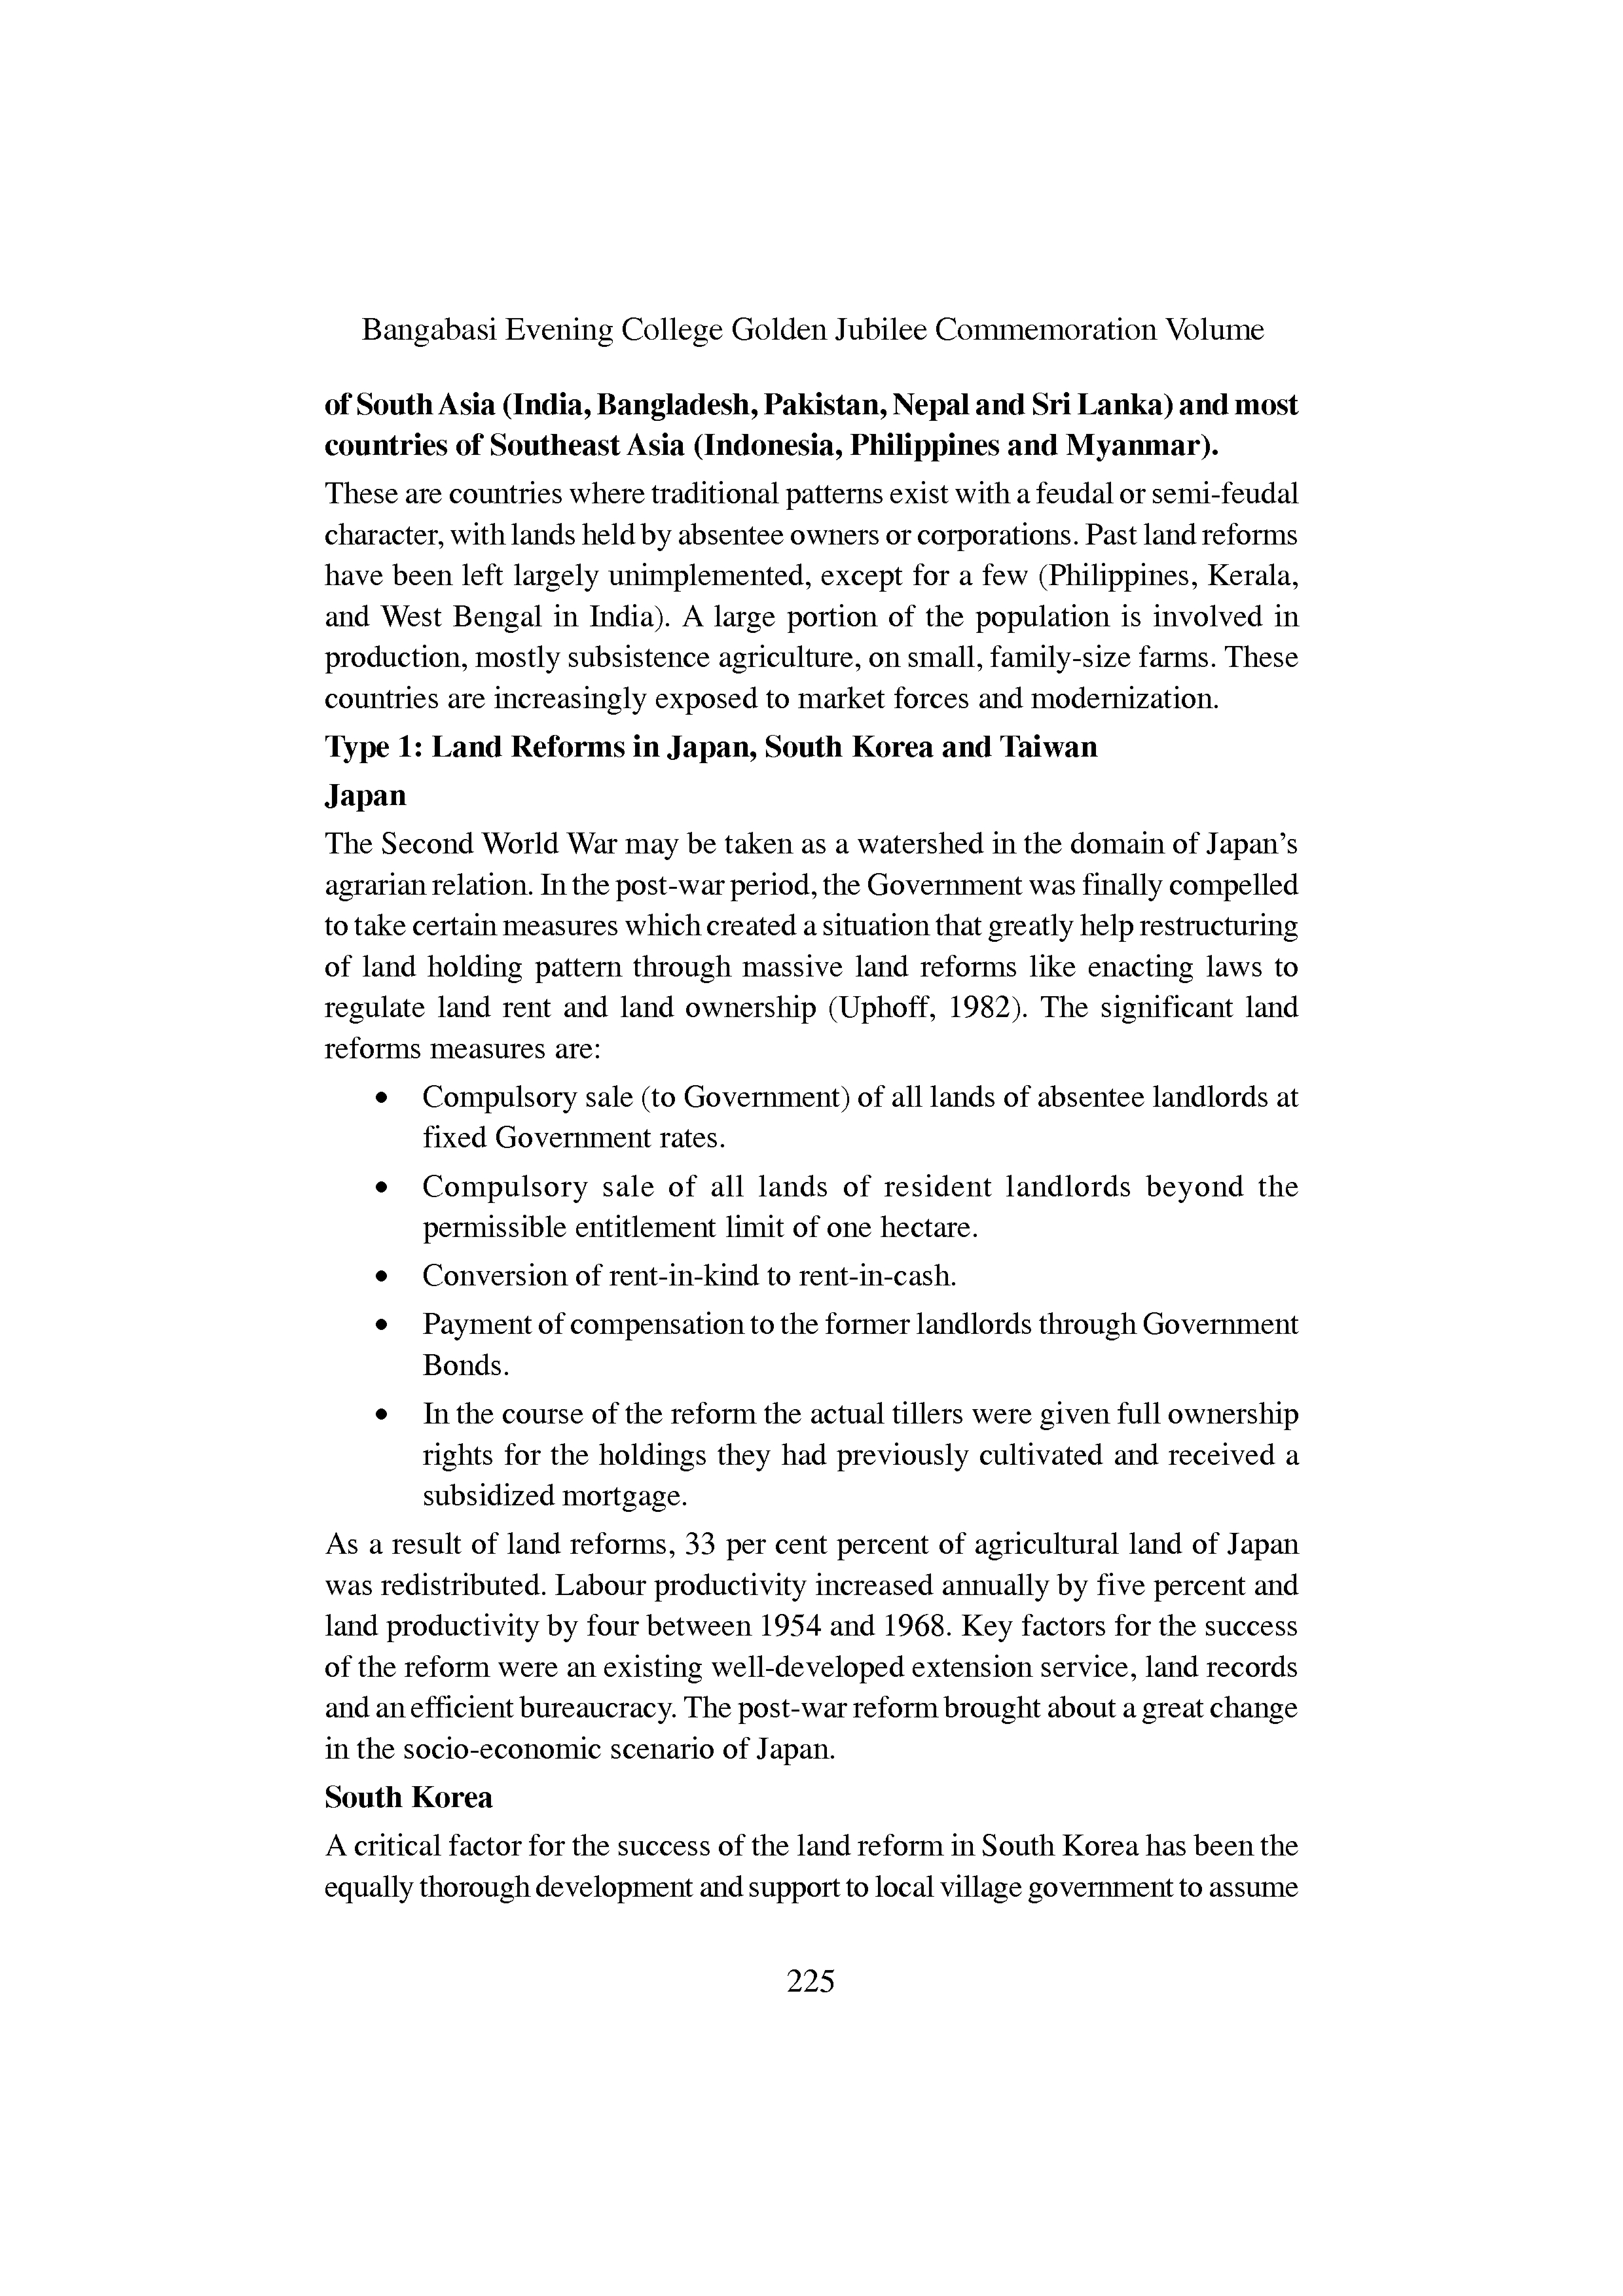 Bangabasi Evening College Golden Jubilee Commemoration Volume
of South Asia (India, Bangladesh, Pakistan, Nepal and Sri Lanka) and most
countries of Southeast Asia (Indonesia, Philippines and Myanmar).
These are countries where traditional patterns exist with a feudal or semi-feudal
character, with lands held by absentee owners or corporations. Past land reforms
have been left largely unimplemented, except for a few (Philippines, Kerala,
and West Bengal in India). A large portion of the population is involved in
production, mostly subsistence agriculture, on small, family-size farms. These
countries are increasingly exposed to market forces and modernization.
Type 1: Land Reforms in Japan, South Korea and Taiwan
Japan
The Second World War may be taken as a watershed in the domain of Japan’s
agrarian relation. In the post-war period, the Government was finally compelled
to take certain measures which created a situation that greatly help restructuring
of land holding pattern through massive land reforms like enacting laws to
regulate land rent and land ownership (Uphoff, 1982). The significant land
reforms measures are:
• Compulsory sale (to Government) of all lands of absentee landlords at
fixed Government rates.
• Compulsory sale of all lands of resident landlords beyond the
permissible entitlement limit of one hectare.
• Conversion of rent-in-kind to rent-in-cash.
• Payment of compensation to the former landlords through Government
Bonds.
• In the course of the reform the actual tillers were given full ownership
rights for the holdings they had previously cultivated and received a
subsidized mortgage.
As a result of land reforms, 33 per cent percent of agricultural land of Japan
was redistributed. Labour productivity increased annually by five percent and
land productivity by four between 1954 and 1968. Key factors for the success
of the reform were an existing well-developed extension service, land records
and an efficient bureaucracy. The post-war reform brought about a great change
in the socio-economic scenario of Japan.
South Korea
A critical factor for the success of the land reform in South Korea has been the
equally thorough development and support to local village government to assume
225